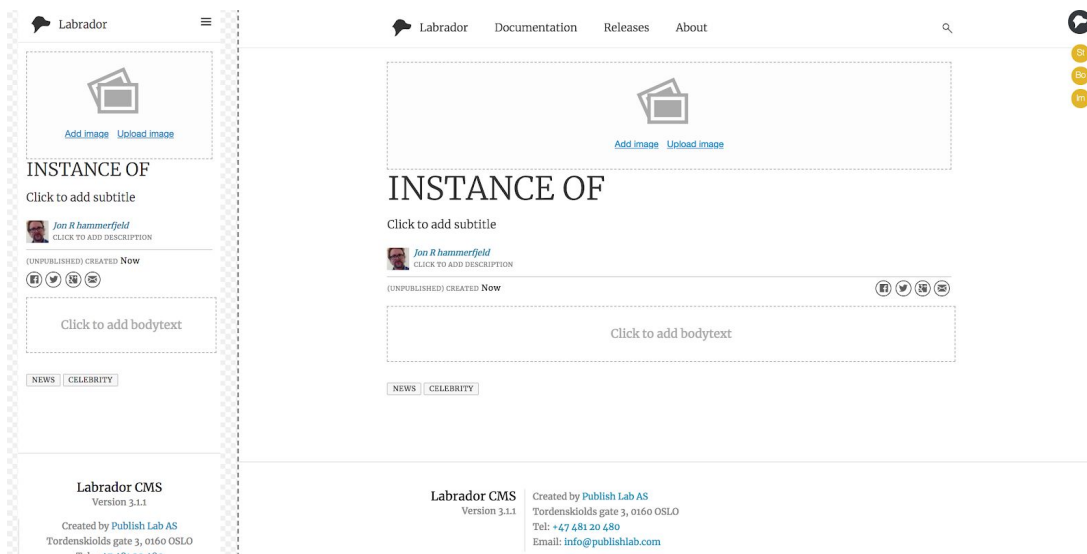 Labrador
Add image Upload image
INSTANCE OF
Click to add subtitle
Jon R hammerfjeld
CLICK TO ADD DESCRIPTION
(UNPUBLISHED) CREATED Now
Click to add bodytext
NEWS CELEBRITY
Labrador CMS
Version 3.1.1
Created by Publish Lab AS
Tordenskiolds gate 3, 0160 OSLO
Labrador Documentation Releases About
Add image Upload image
INSTANCE OF
Click to add subtitle
Jon R hammerfjeld
CLICK TO ADD DESCRIPTION
(UNPUBLISHED) CREATED Now
Click to add bodytext
NEWS CELEBRITY
Labrador CMS
Version 3.1.1
Created by Publish Lab AS
Tordenskiolds gate 3, 0160 OSLO
Tel: +47 481 20 480
Email: info@publishlab.com
St
Bo
Im